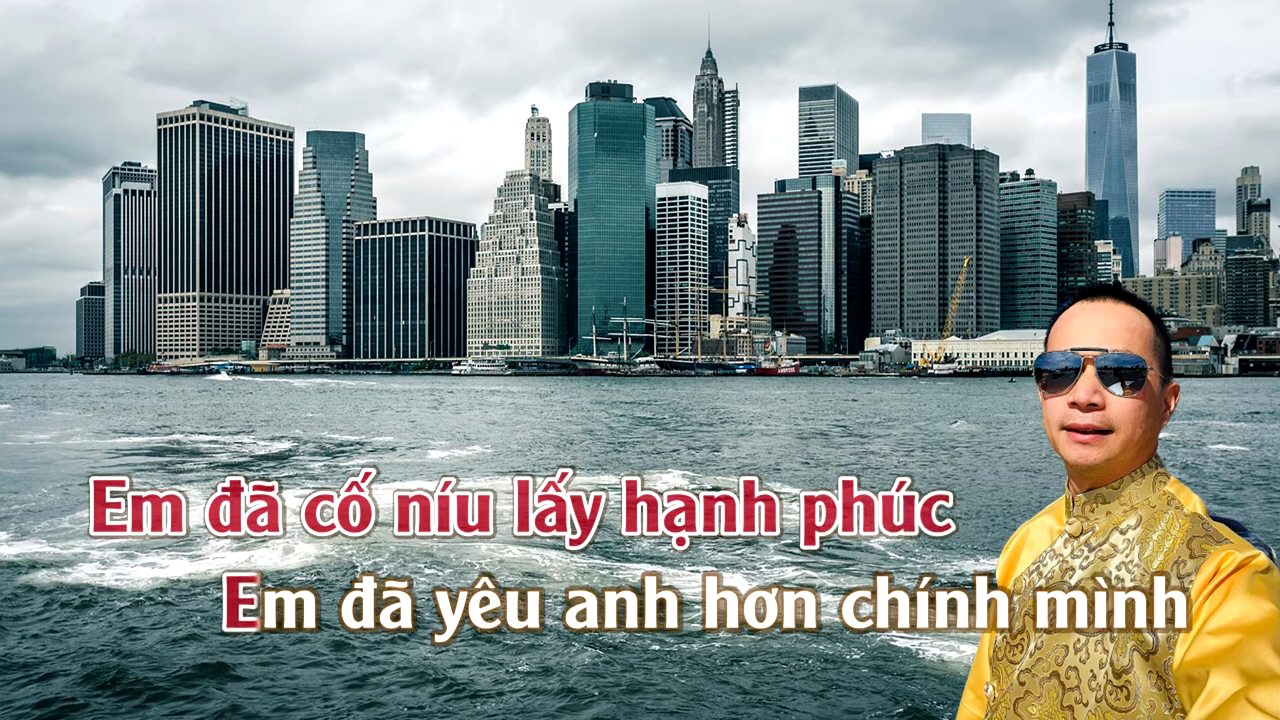 Em đã cố níu lấy hạnh phúc
Em đã yêu anh hơn chính mình